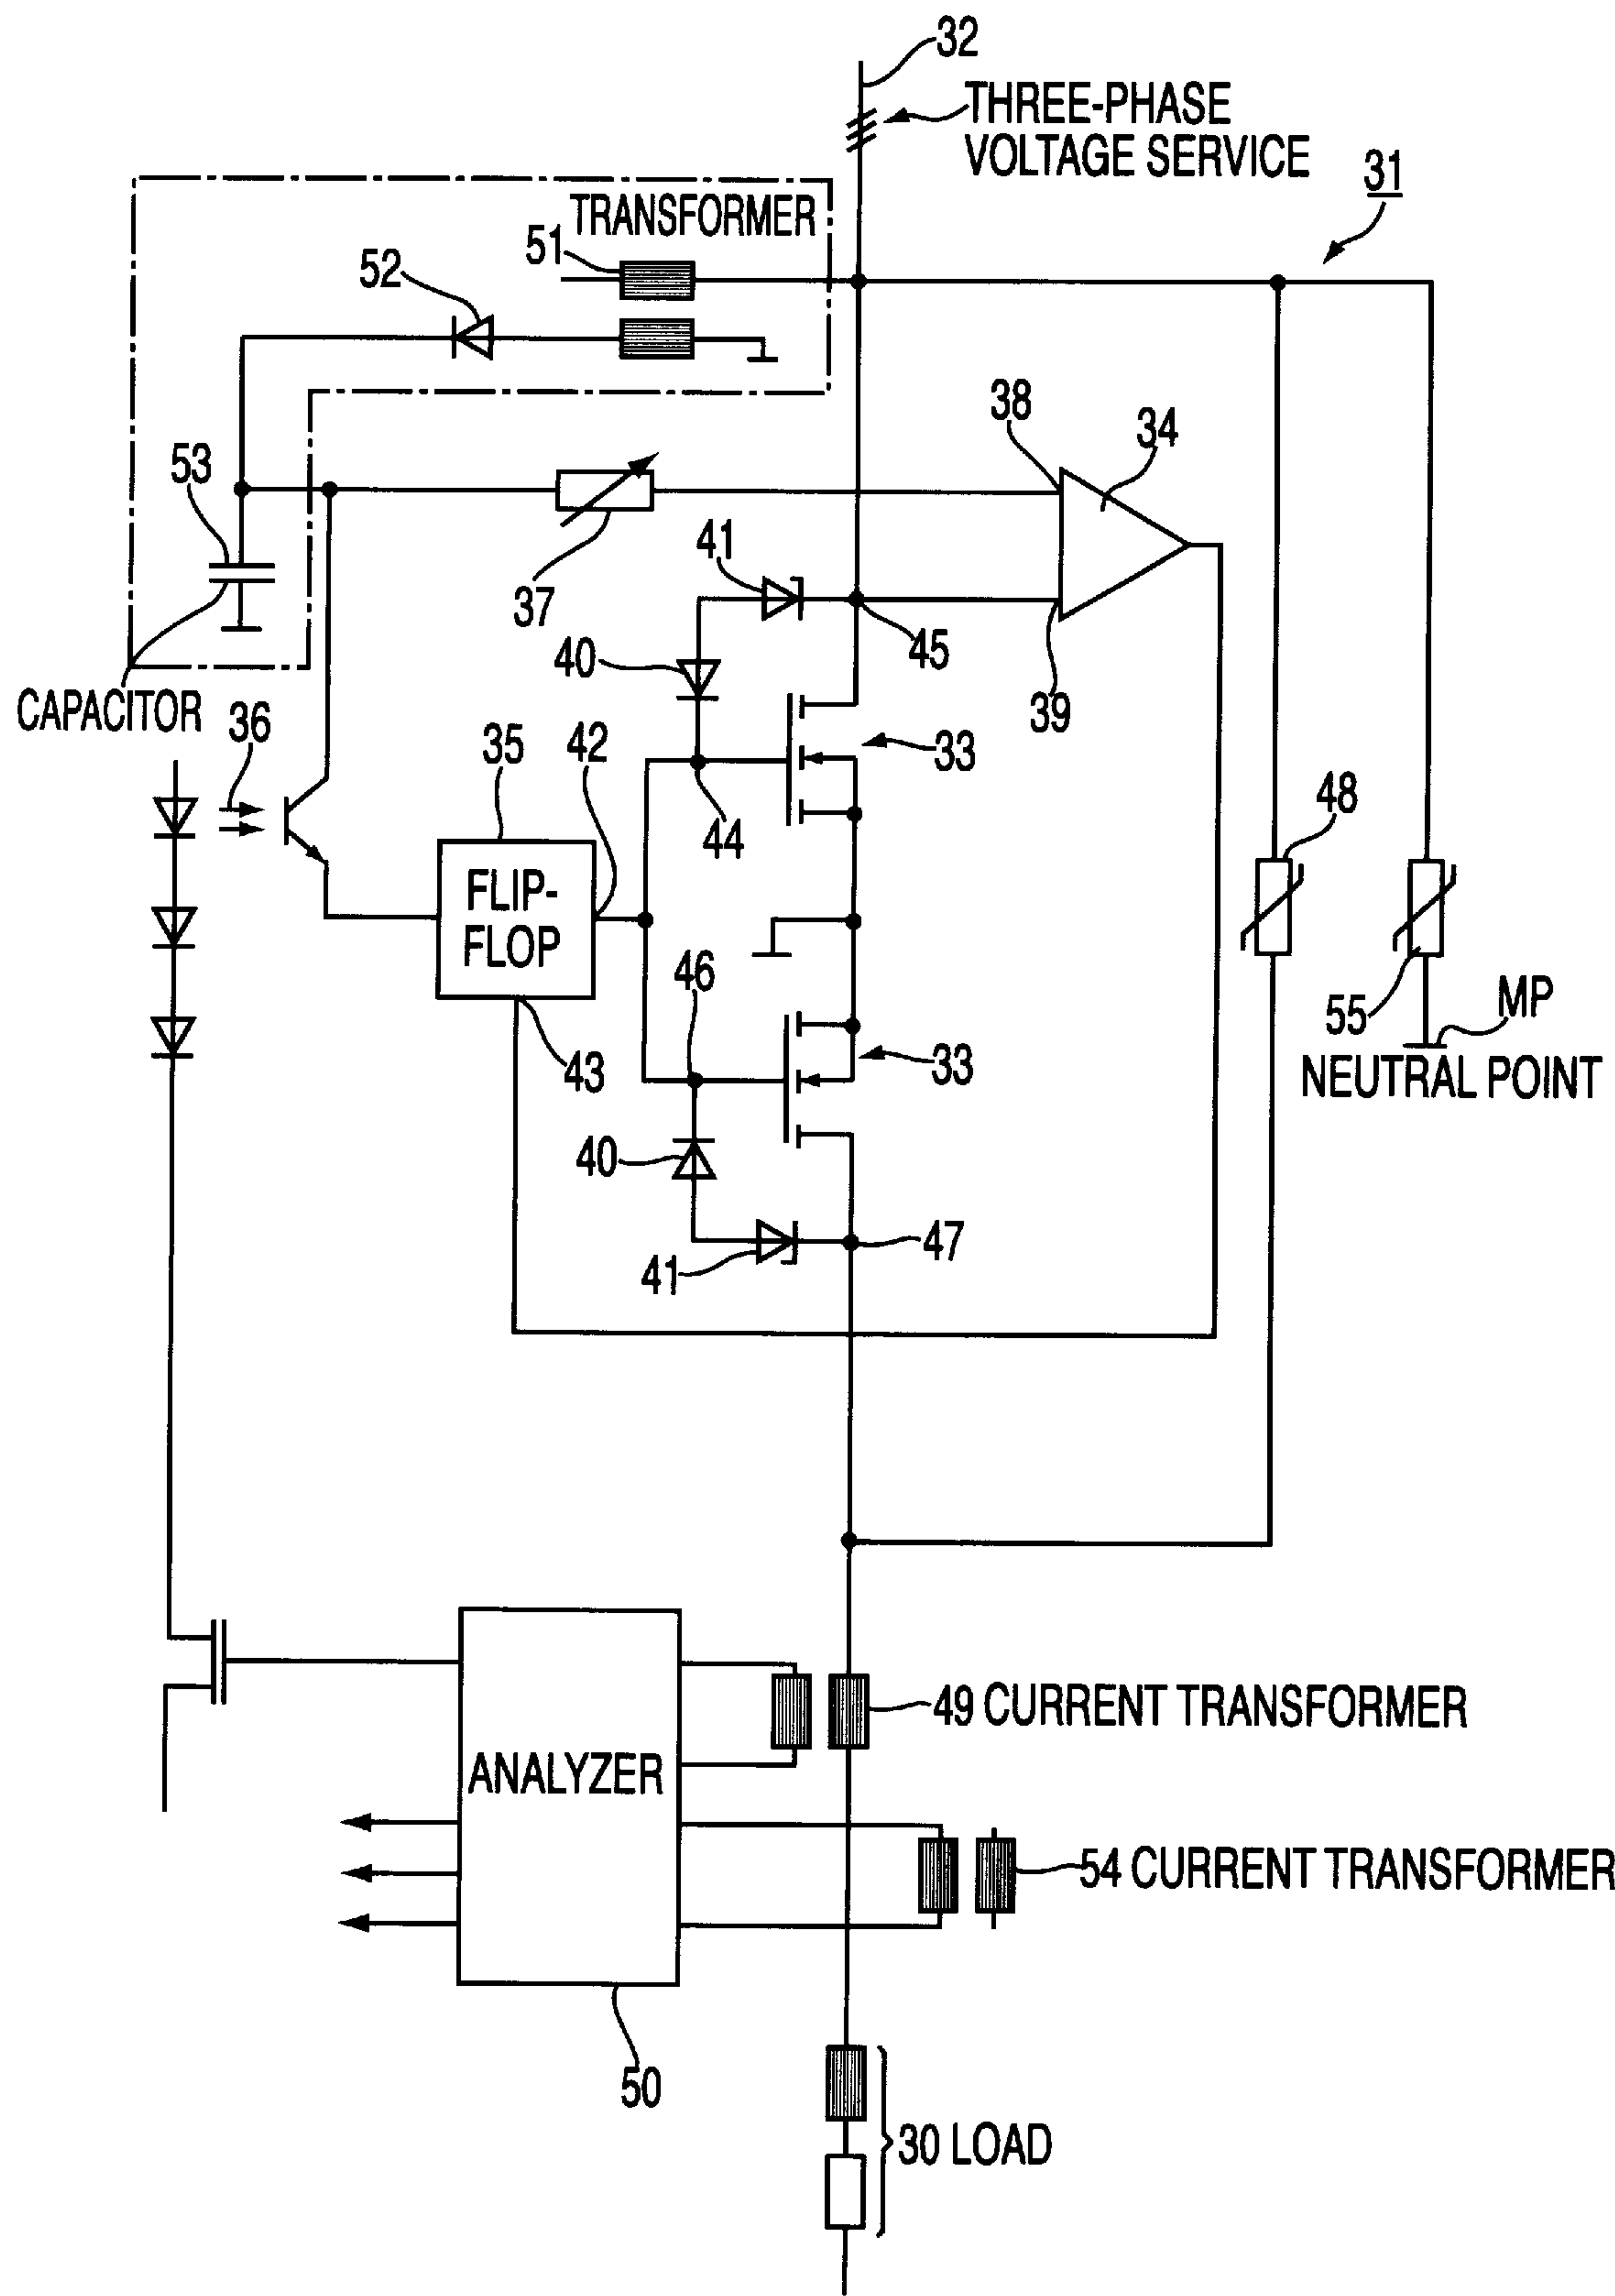 32
THREE-PHASE
VOLTAGE SERVICE
31
TRANSFORMER
51
52
38
34
53
41
37
45
40
39
CAPACITOR
36
35
42
33
44
48
FLIP-
FLOP
46
55
MP
NEUTRAL POINT
43
33
40
47
41
49 CURRENT TRANSFORMER
ANALYZER
54 CURRENT TRANSFORMER
50
30 LOAD